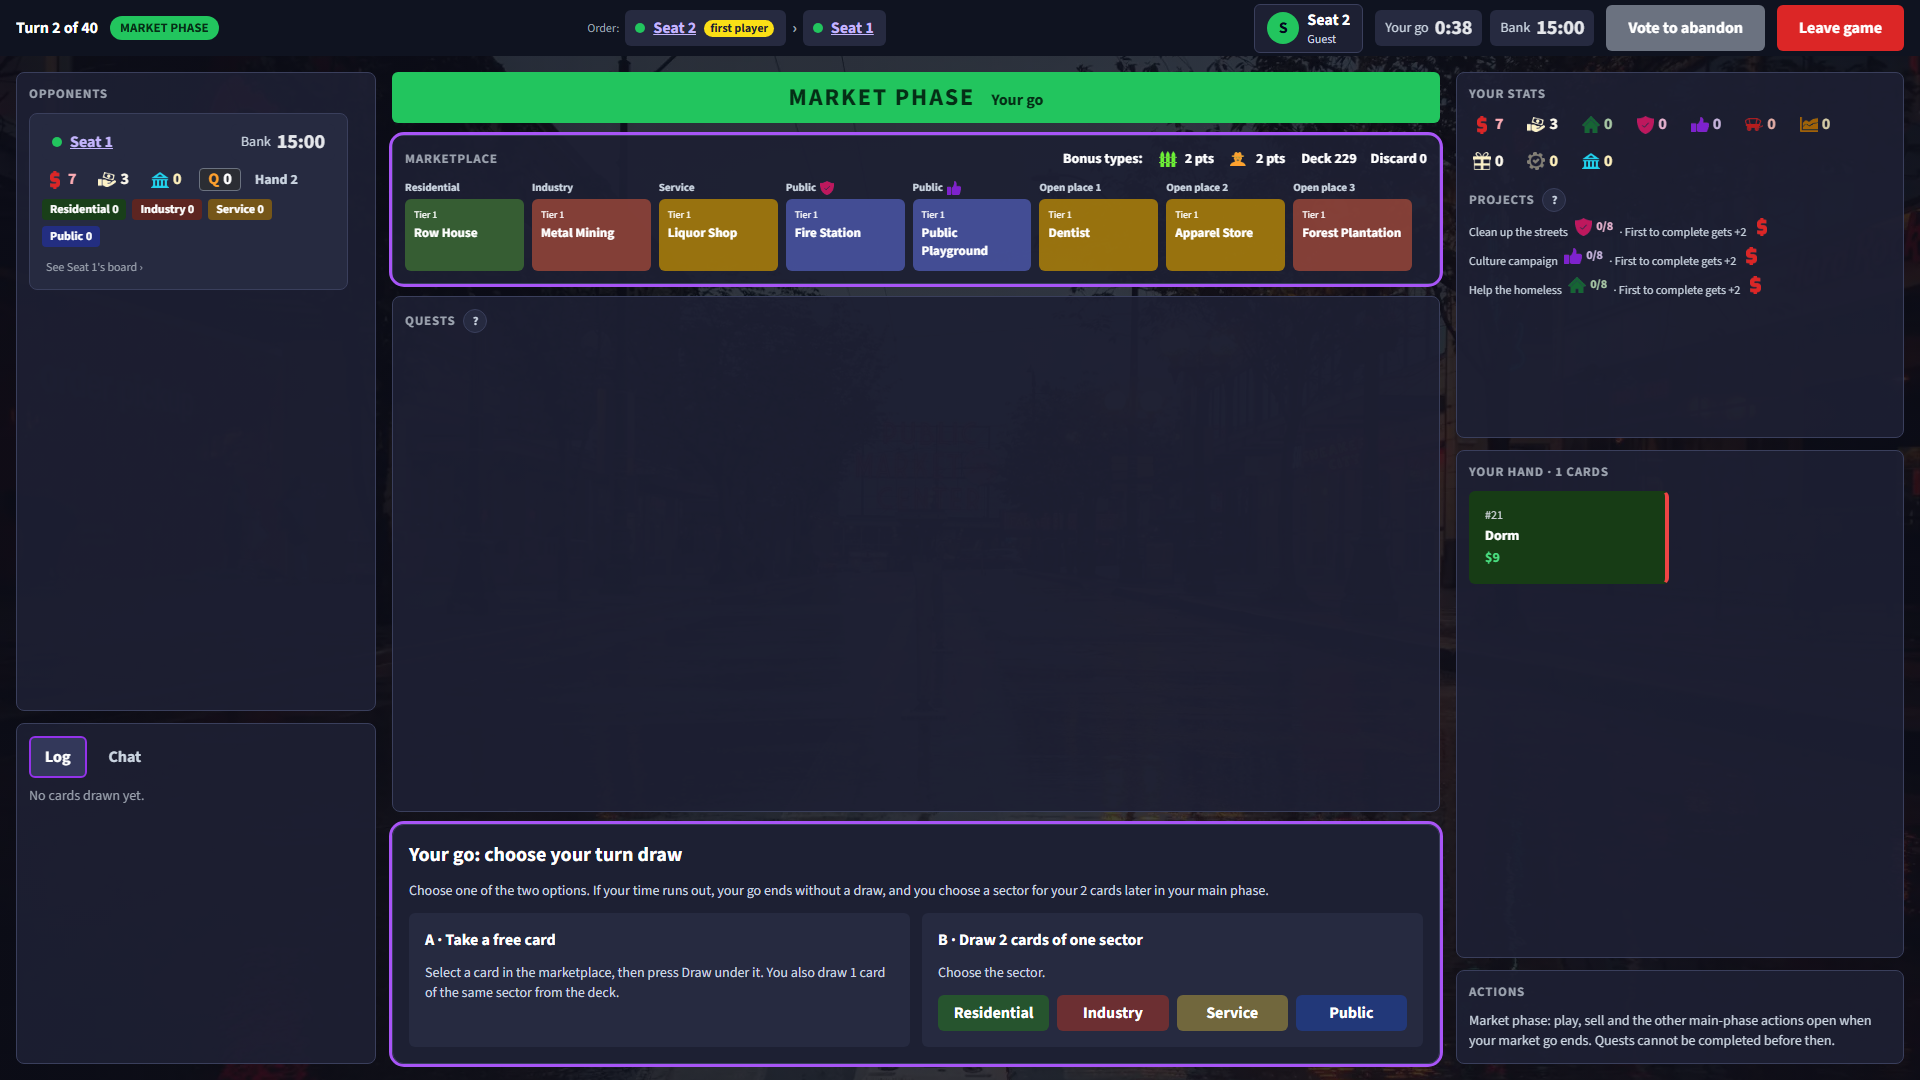 Turn 2 of 40 MARKET PHASE Order: Seat 2 first player › Seat 1 S Seat 2 Guest Your go 0:38 Bank 15:00 Vote to abandon Leave game
OPPONENTS
Seat 1 Bank 15:00
7 3 0 Q 0 Hand 2
Residential 0 Industry 0 Service 0
Public 0
See Seat 1's board ›
Log Chat
No cards drawn yet.
MARKET PHASE Your go
MARKETPLACE Bonus types: 2 pts 2 pts Deck 229 Discard 0
Residential Industry Service Public Public Open place 1 Open place 2 Open place 3
Tier 1 Tier 1 Tier 1 Tier 1 Tier 1 Tier 1 Tier 1 Tier 1
Row House Metal Mining Liquor Shop Fire Station Public Dentist Apparel Store Forest Plantation
Playground
QUESTS ?
Your go: choose your turn draw
Choose one of the two options. If your time runs out, your go ends without a draw, and you choose a sector for your 2 cards later in your main phase.
A · Take a free card
Select a card in the marketplace, then press Draw under it. You also draw 1 card
of the same sector from the deck.
B · Draw 2 cards of one sector
Choose the sector.
Residential Industry Service Public
YOUR STATS
$ 7 3 0 0 0 0 0
0 0 0
PROJECTS ?
Clean up the streets 0/8 · First to complete gets +2 $
Culture campaign 0/8 · First to complete gets +2 $
Help the homeless 0/8 · First to complete gets +2 $
YOUR HAND · 1 CARDS
#21
Dorm
$9
ACTIONS
Market phase: play, sell and the other main-phase actions open when
your market go ends. Quests cannot be completed before then.